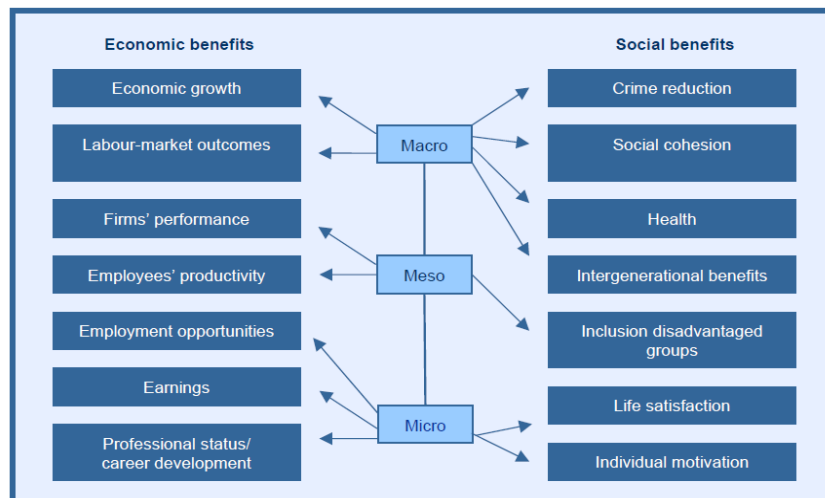 Economic benefits
Economic growth
Labour-market outcomes
Firms' performance
Employees' productivity
Employment opportunities
Earnings
Professional status/
career development
Macro
Meso
Micro
Social benefits
Crime reduction
Social cohesion
Health
Intergenerational benefits
Inclusion disadvantaged
groups
Life satisfaction
Individual motivation